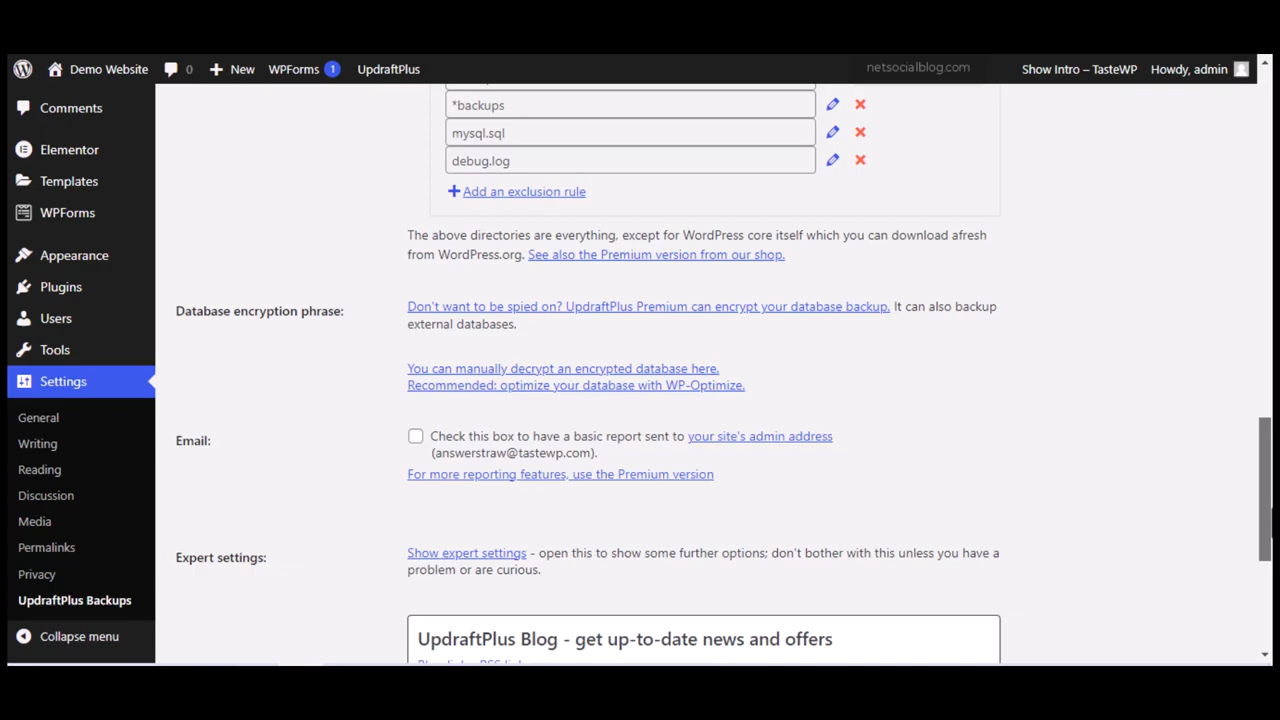 Demo Website 0 New WPForms 1 UpdraftPlus netsocialblog.com Show Intro – TasteWP Howdy, admin
Comments
Elementor
Templates
WPForms
Appearance
Plugins
Users
Tools
Settings
General
Writing
Reading
Discussion
Media
Permalinks
Privacy
UpdraftPlus Backups
Collapse menu
*backups
mysql.sql
debug.log
Add an exclusion rule
The above directories are everything, except for WordPress core itself which you can download afresh
from WordPress.org. See also the Premium version from our shop.
Database encryption phrase:
Don't want to be spied on? UpdraftPlus Premium can encrypt your database backup. It can also backup
external databases.
You can manually decrypt an encrypted database here.
Recommended: optimize your database with WP-Optimize.
Email:
Check this box to have a basic report sent to your site's admin address
(answerstraw@tastewp.com).
For more reporting features, use the Premium version
Expert settings:
Show expert settings - open this to show some further options; don't bother with this unless you have a
problem or are curious.
UpdraftPlus Blog - get up-to-date news and offers